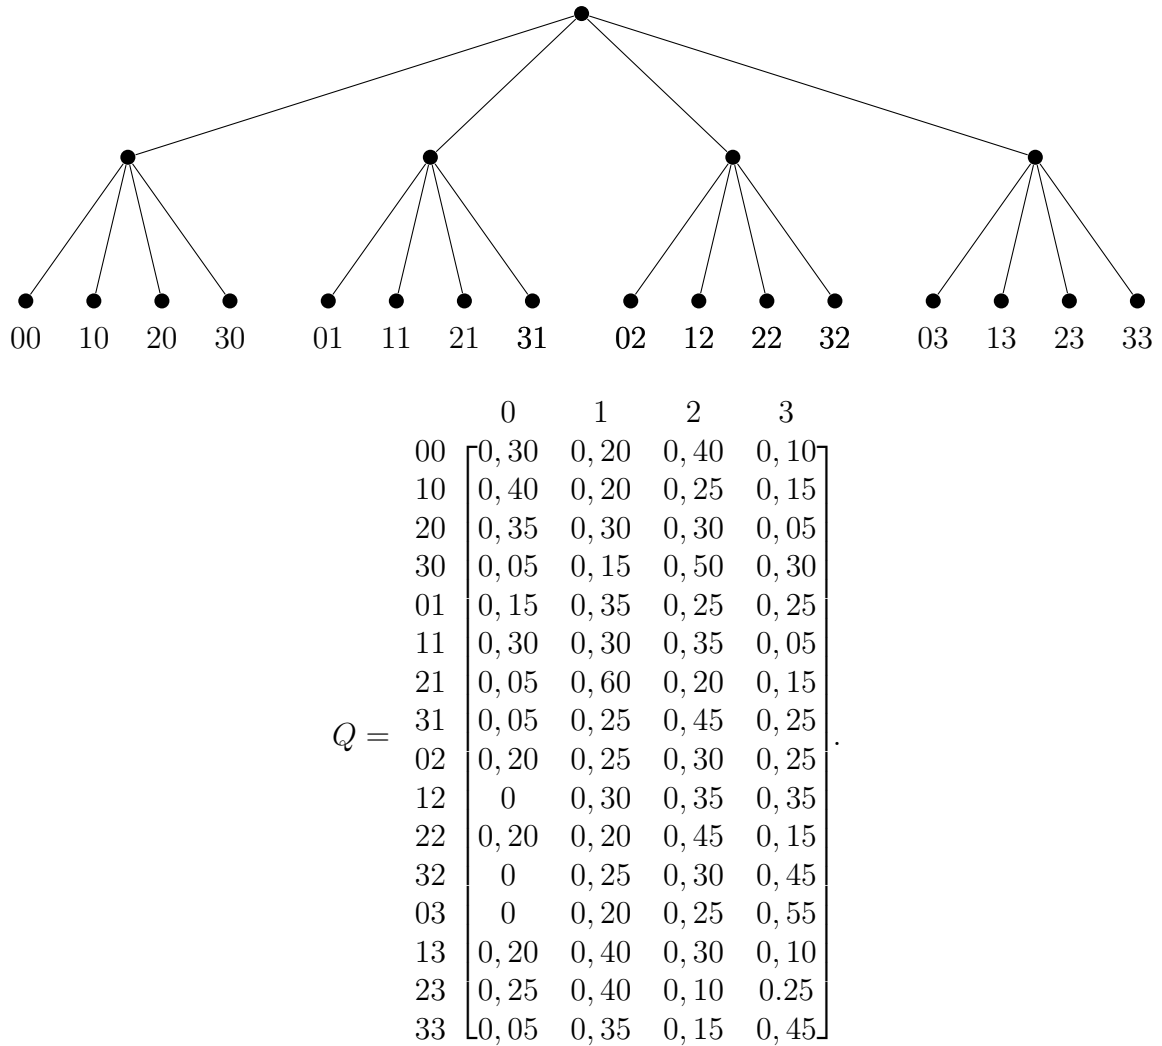 00 10 20 30 01 11 21 31 02 12 22 32 03 13 23 33
0 1 2 3
00 0, 30 0, 20 0, 40 0, 10
10 0, 40 0, 20 0, 25 0, 15
20 0, 35 0, 30 0, 30 0, 05
30 0, 05 0, 15 0, 50 0, 30
01 0, 15 0, 35 0, 25 0, 25
11 0, 30 0, 30 0, 35 0, 05
21 0, 05 0, 60 0, 20 0, 15
31 0, 05 0, 25 0, 45 0, 25
Q = .
02 0, 20 0, 25 0, 30 0, 25
12 0 0, 30 0, 35 0, 35
22 0, 20 0, 20 0, 45 0, 15
32 0 0, 25 0, 30 0, 45
03 0 0, 20 0, 25 0, 55
13 0, 20 0, 40 0, 30 0, 10
23 0, 25 0, 40 0, 10 0.25
33 0, 05 0, 35 0, 15 0, 45